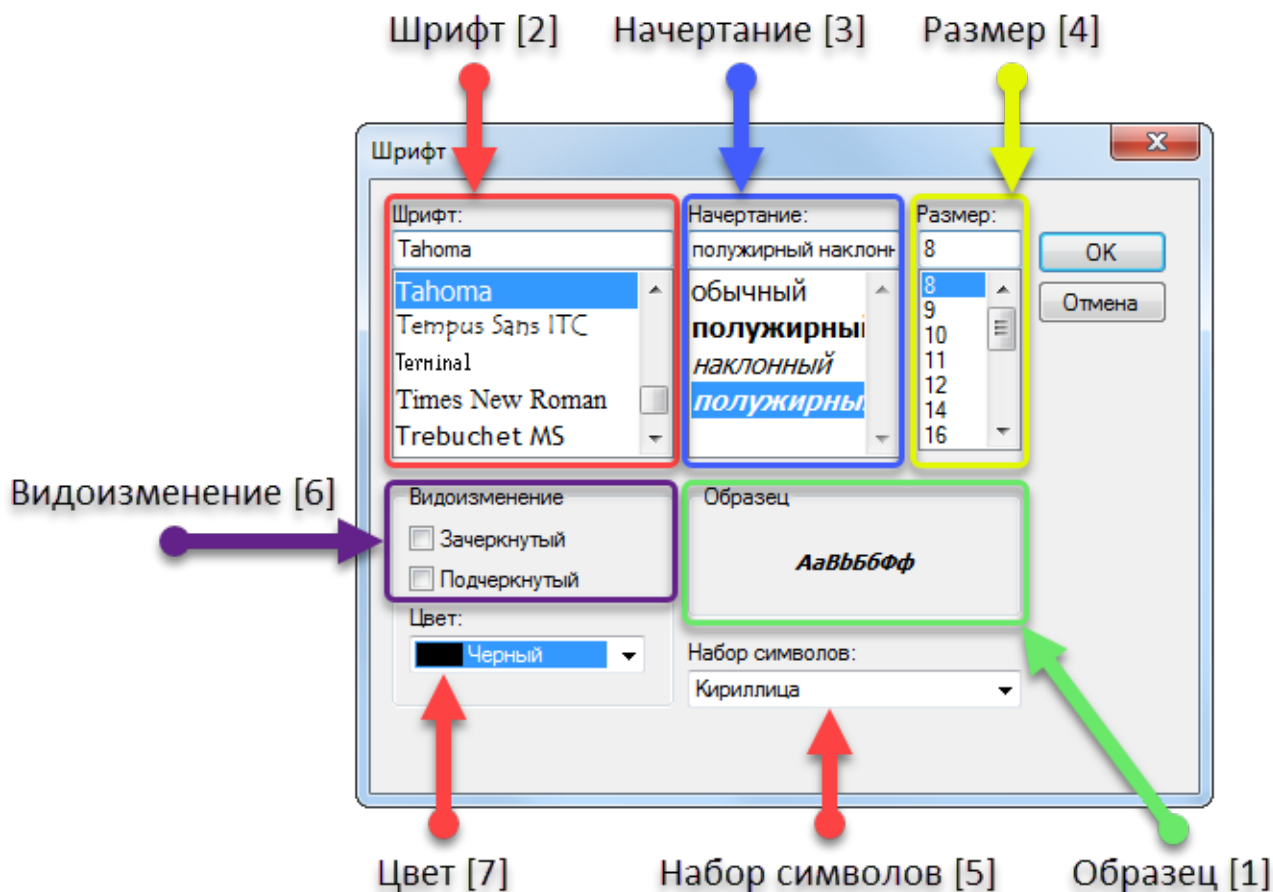 Шрифт [2] Начертание [3] Размер [4]
Шрифт
Шрифт: Начертание: Размер:
Tahoma полужирный наклонн 8 OK
Tahoma обычный 8 Отмена
Tempus Sans ITC полужирный 9
Terminal наклонный 10
Times New Roman полужирны 11
Trebuchet MS 12
14
16
Видоизменение [6]
Видоизменение Образец
Зачеркнутый
АаBbБбФф
Подчеркнутый
Цвет:
Черный Набор символов:
Кириллица
Цвет [7] Набор символов [5] Образец [1]